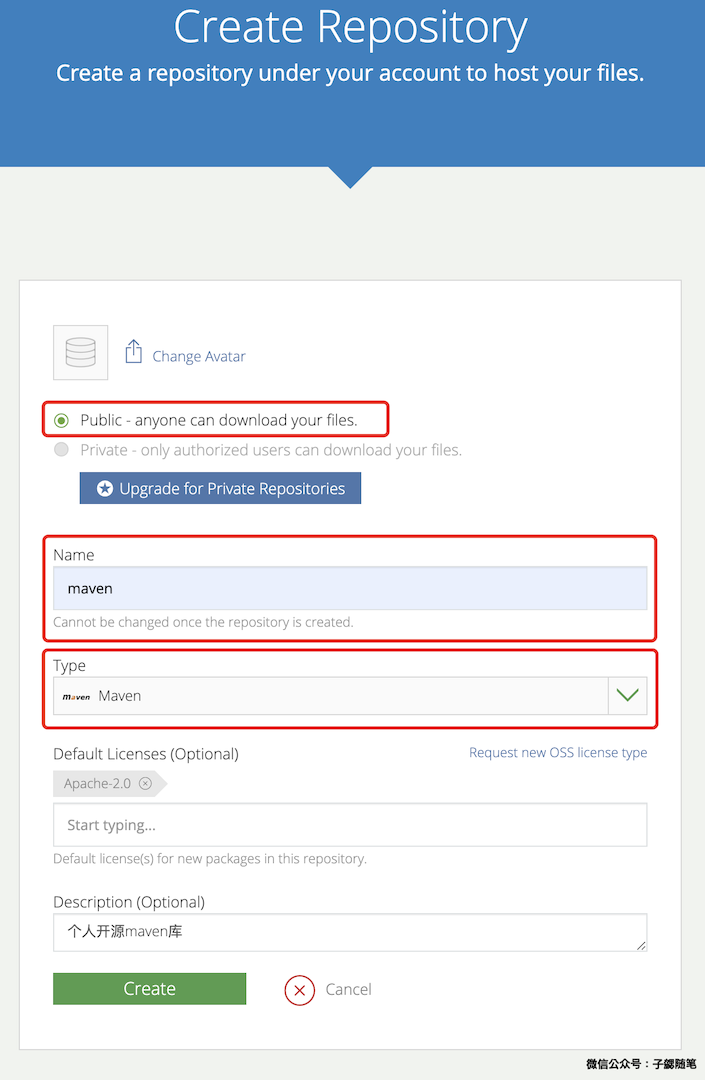 Create Repository
Create a repository under your account to host your files.
Change Avatar
Public - anyone can download your files.
Private - only authorized users can download your files.
Upgrade for Private Repositories
Name
maven
Cannot be changed once the repository is created.
Type
maven Maven
Default Licenses (Optional) Request new OSS license type
Apache-2.0
Start typing...
Default license(s) for new packages in this repository.
Description (Optional)
个人开源maven库
Create Cancel
微信公众号：子勰随笔